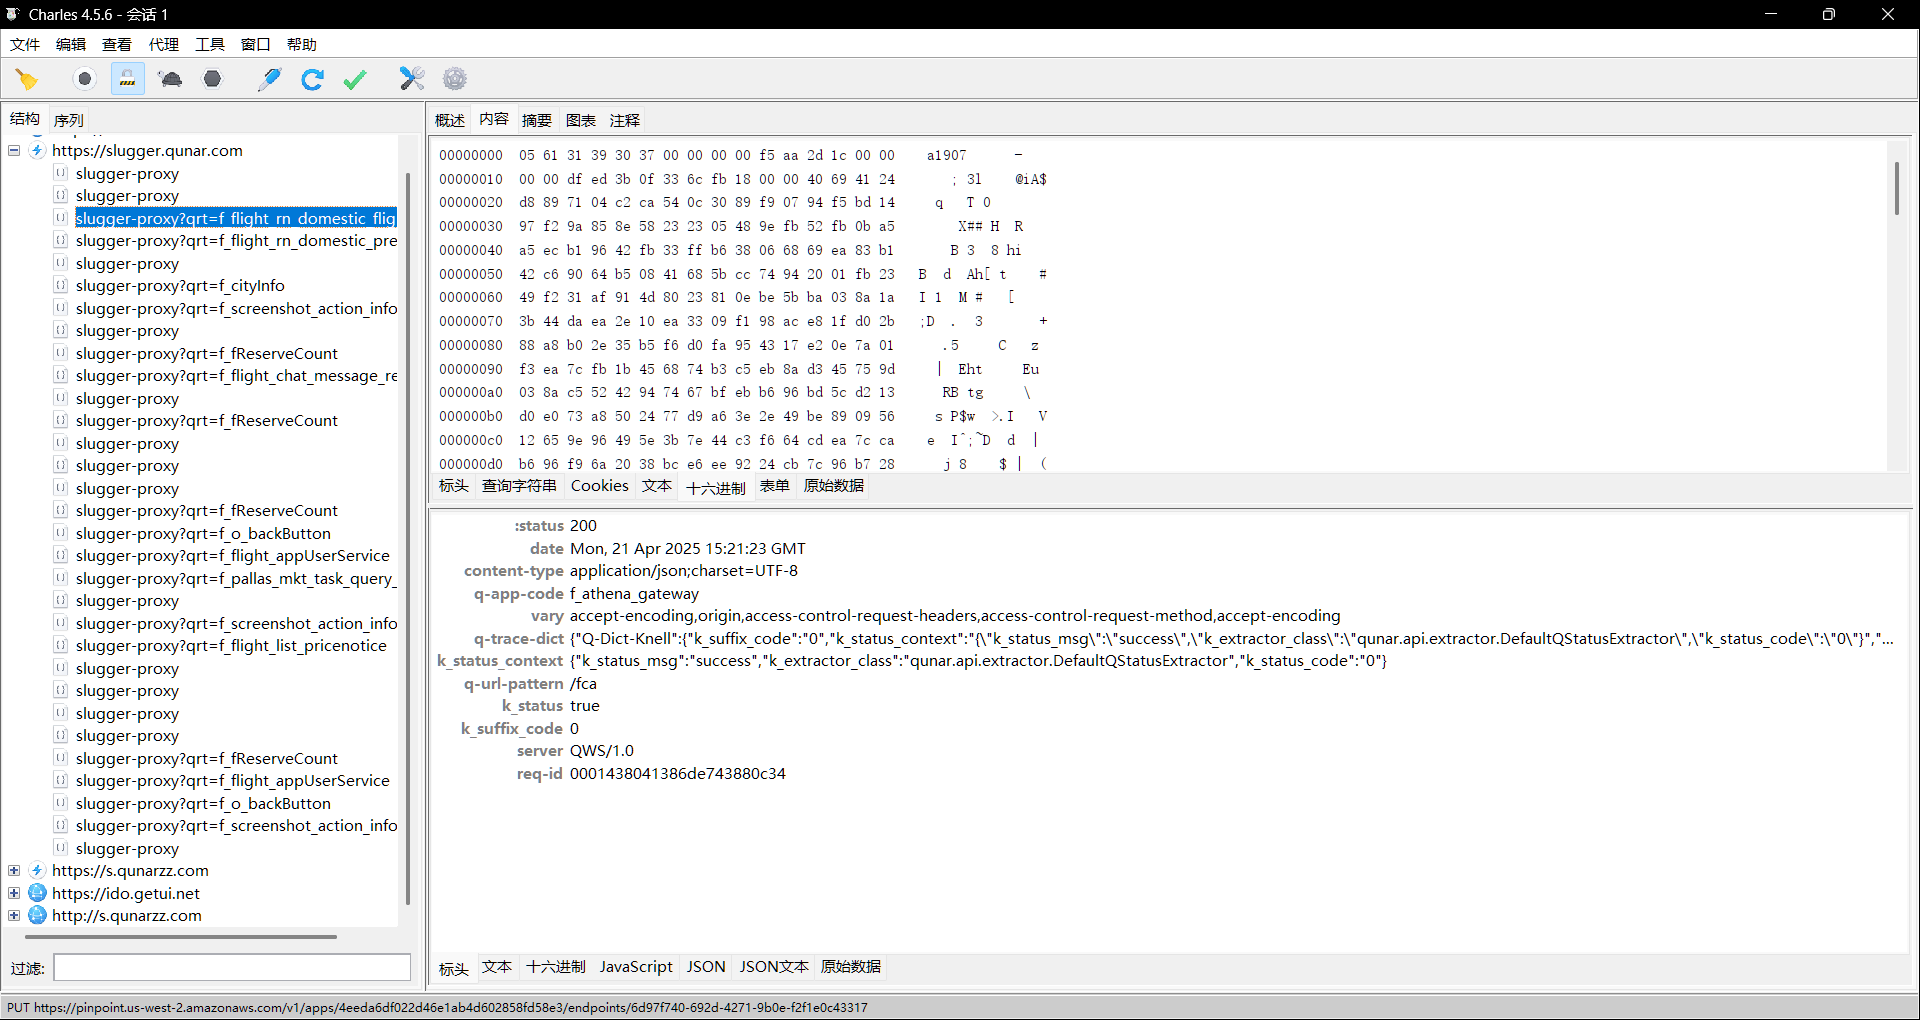 Charles 4.5.6 - 会话 1
文件 编辑 查看 代理 工具 窗口 帮助
结构 序列
https://slugger.qunar.com
slugger-proxy
slugger-proxy
slugger-proxy?qrt=f_flight_rn_domestic_flig
slugger-proxy?qrt=f_flight_rn_domestic_pre
slugger-proxy
slugger-proxy?qrt=f_cityInfo
slugger-proxy?qrt=f_screenshot_action_info
slugger-proxy
slugger-proxy?qrt=f_fReserveCount
slugger-proxy?qrt=f_flight_chat_message_re
slugger-proxy
slugger-proxy?qrt=f_fReserveCount
slugger-proxy
slugger-proxy
slugger-proxy
slugger-proxy?qrt=f_fReserveCount
slugger-proxy?qrt=f_o_backButton
slugger-proxy?qrt=f_flight_appUserService
slugger-proxy?qrt=f_pallas_mkt_task_query_
slugger-proxy
slugger-proxy?qrt=f_screenshot_action_info
slugger-proxy?qrt=f_flight_list_pricenotice
slugger-proxy
slugger-proxy
slugger-proxy
slugger-proxy
slugger-proxy?qrt=f_fReserveCount
slugger-proxy?qrt=f_flight_appUserService
slugger-proxy?qrt=f_o_backButton
slugger-proxy?qrt=f_screenshot_action_info
slugger-proxy
https://s.qunarzz.com
https://ido.getui.net
http://s.qunarzz.com
过滤:
概述 内容 摘要 图表 注释
00000000 05 61 31 39 30 37 00 00 00 00 f5 aa 2d 1c 00 00 a1907 -
00000010 00 00 df ed 3b 0f 33 6c fb 18 00 00 40 69 41 24 ; 3l @iA$
00000020 d8 89 71 04 c2 ca 54 0c 30 89 f9 07 94 f5 bd 14 q T 0
00000030 97 f2 9a 85 8e 58 23 23 05 48 9e fb 52 fb 0b a5 X## H R
00000040 a5 ec b1 96 42 fb 33 ff b6 38 06 68 69 ea 83 b1 B 3 8 hi
00000050 42 c6 90 64 b5 08 41 68 5b cc 74 94 20 01 fb 23 B d Ah[ t #
00000060 49 f2 31 af 91 4d 80 23 81 0e be 5b ba 03 8a 1a I 1 M # [
00000070 3b 44 da ea 2e 10 ea 33 09 f1 98 ac e8 1f d0 2b ;D . 3 +
00000080 88 a8 b0 2e 35 b5 f6 d0 fa 95 43 17 e2 0e 7a 01 .5 C z
00000090 f3 ea 7c fb 1b 45 68 74 b3 c5 eb 8a d3 45 75 9d | Eht Eu
000000a0 03 8a c5 52 42 94 74 67 bf eb b6 96 bd 5c d2 13 RB tg \
000000b0 d0 e0 73 a8 50 24 77 d9 a6 3e 2e 49 be 89 09 56 s P$w >.I V
000000c0 12 65 9e 96 49 5e 3b 7e 44 c3 f6 64 cd ea 7c ca e I^;~D d |
000000d0 b6 96 f9 6a 20 38 bc e6 ee 92 24 cb 7c 96 b7 28 j 8 $ | (
标头 查询字符串 Cookies 文本 十六进制 表单 原始数据
:status 200
date Mon, 21 Apr 2025 15:21:23 GMT
content-type application/json;charset=UTF-8
q-app-code f_athena_gateway
vary accept-encoding,origin,access-control-request-headers,access-control-request-method,accept-encoding
q-trace-dict {"Q-Dict-Knell":{"k_suffix_code":"0","k_status_context":"{\"k_status_msg\":\"success\",\"k_extractor_class\":\"qunar.api.extractor.DefaultQStatusExtractor\",\"k_status_code\":\"0\"}","...
k_status_context {"k_status_msg":"success","k_extractor_class":"qunar.api.extractor.DefaultQStatusExtractor","k_status_code":"0"}
q-url-pattern /fca
k_status true
k_suffix_code 0
server QWS/1.0
req-id 0001438041386de743880c34
标头 文本 十六进制 JavaScript JSON JSON文本 原始数据
PUT https://pinpoint.us-west-2.amazonaws.com/v1/apps/4eeda6df022d46e1ab4d602858fd58e3/endpoints/6d97f740-692d-4271-9b0e-f2f1e0c43317